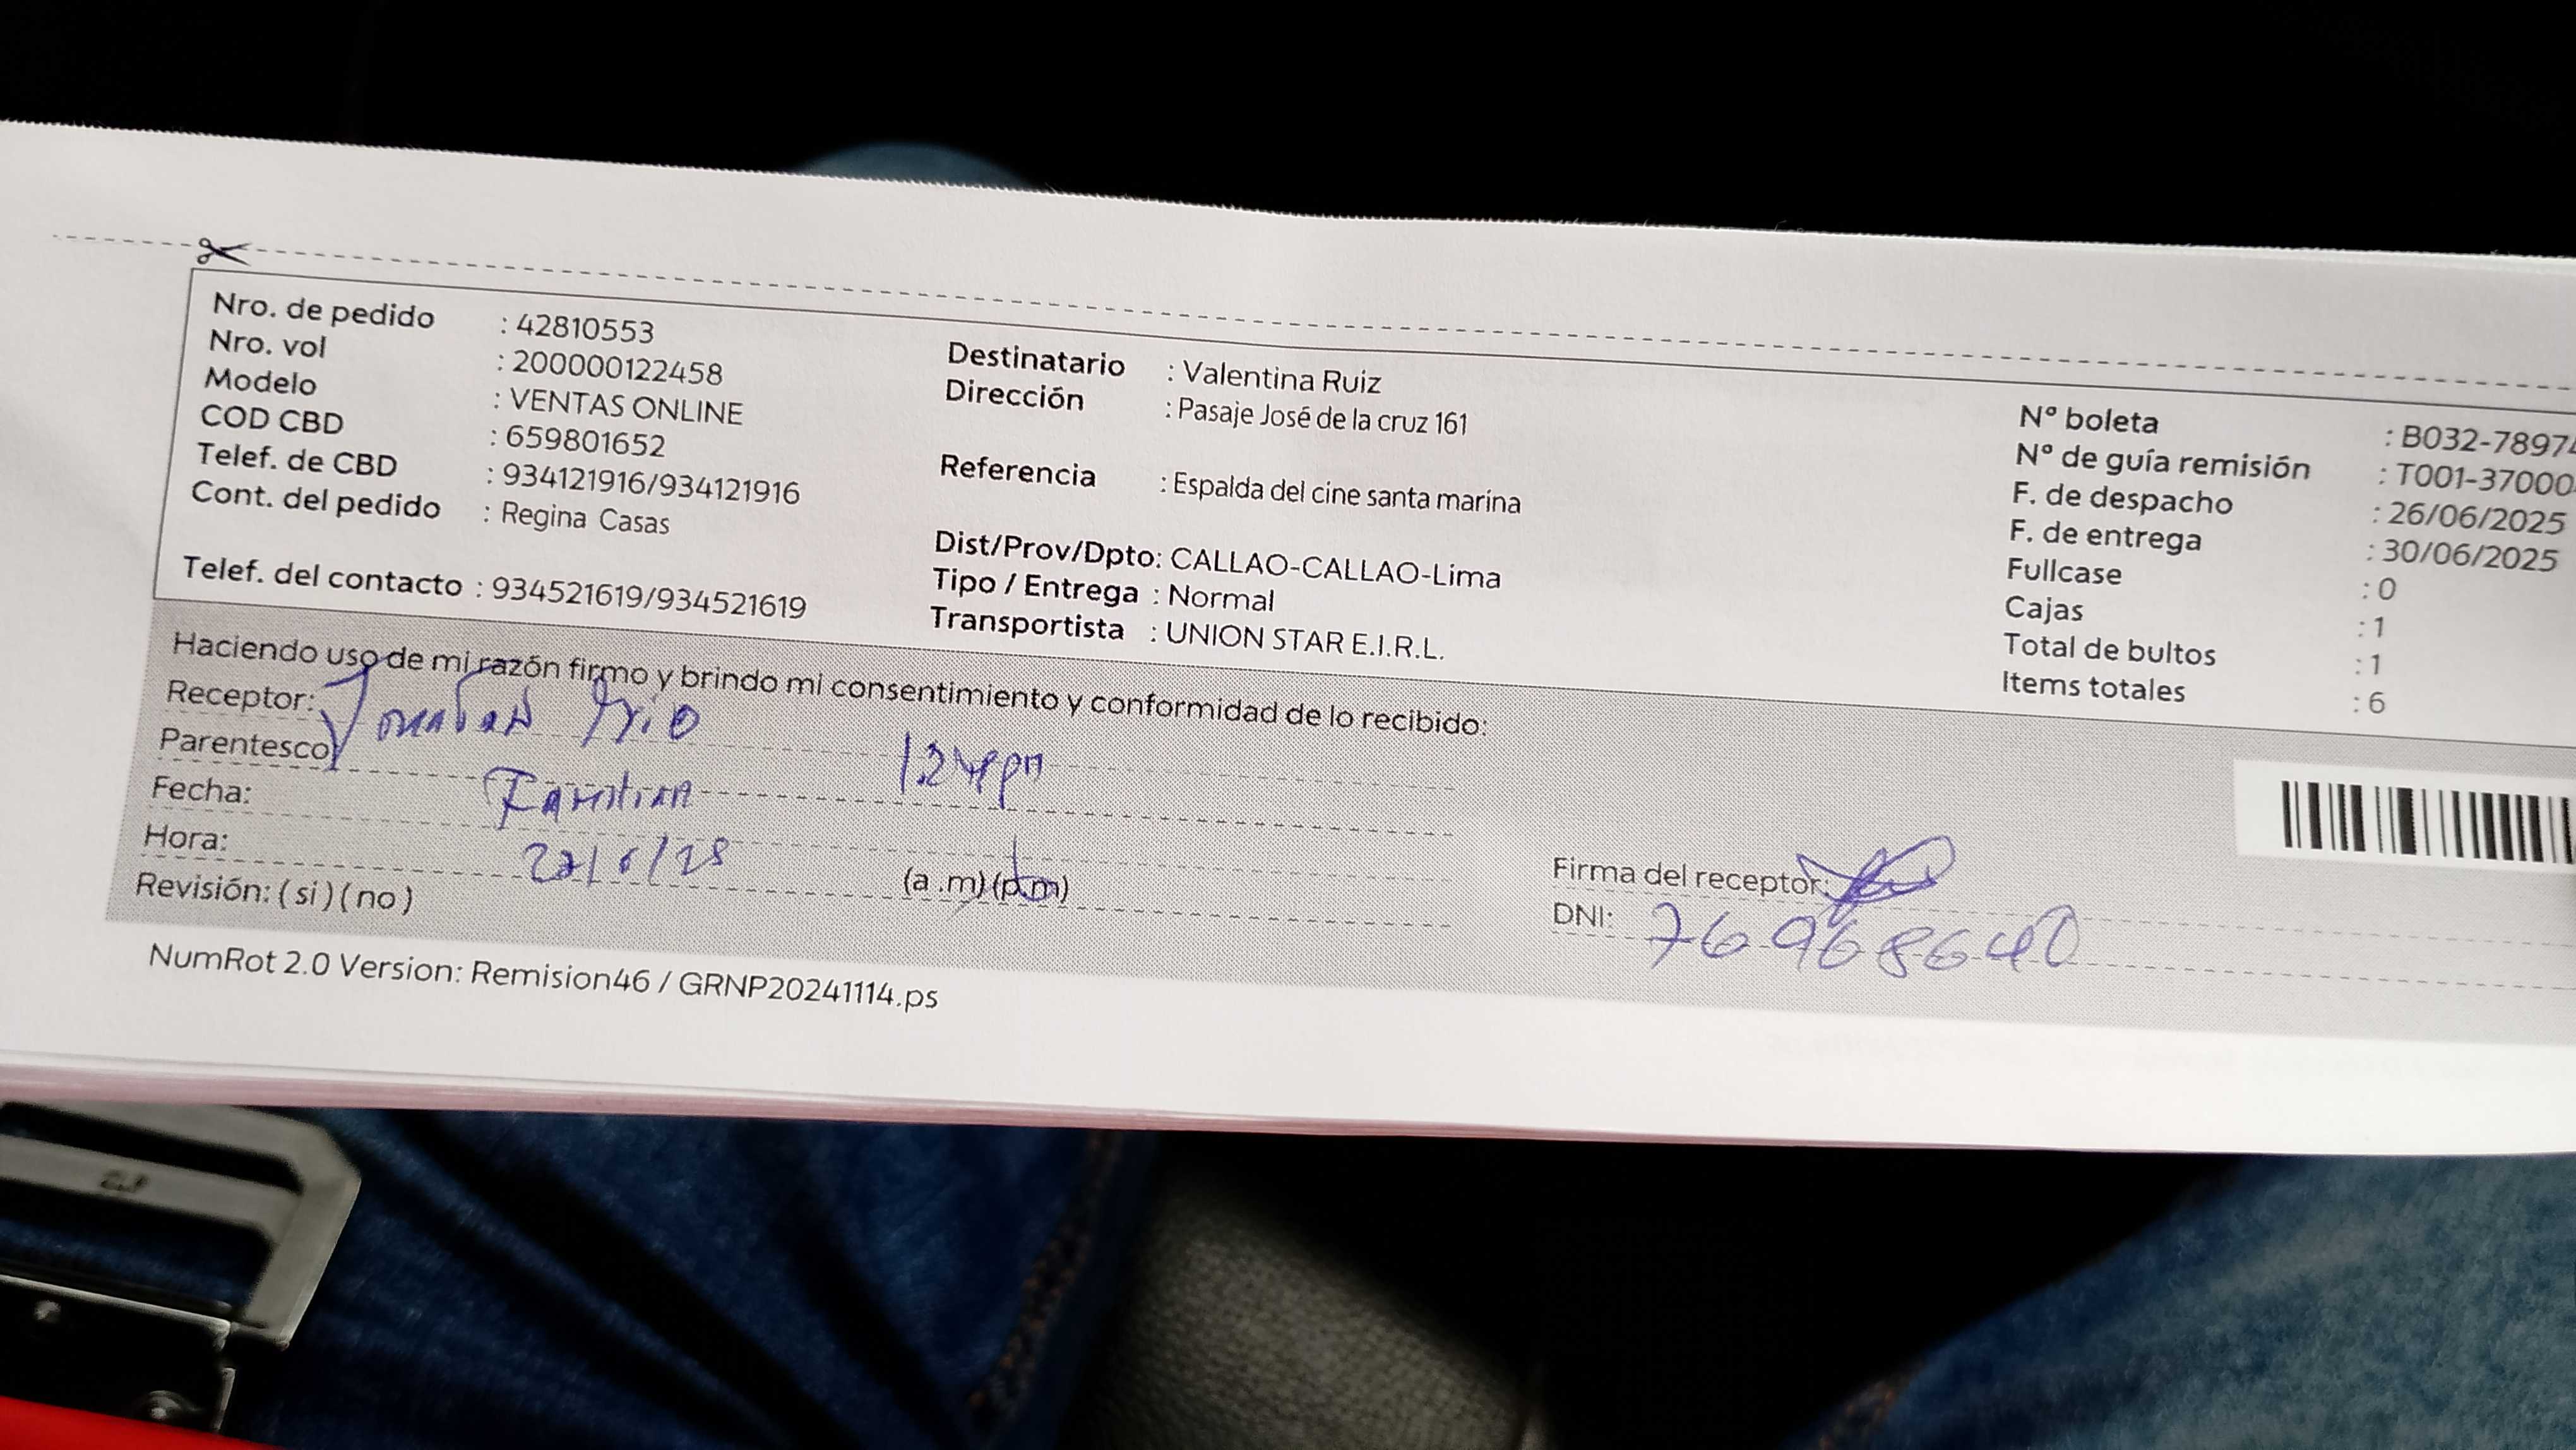 Nro. de pedido : 42810553
Nro. vol : 200000122458
Modelo : VENTAS ONLINE
COD CBD : 659801652
Telef. de CBD : 934121916/934121916
Cont. del pedido : Regina Casas
Telef. del contacto : 934521619/934521619
Destinatario : Valentina Ruiz
Dirección : Pasaje José de la cruz 161
Referencia : Espalda del cine santa marina
Dist/Prov/Dpto: CALLAO-CALLAO-Lima
Tipo / Entrega : Normal
Transportista : UNION STAR E.I.R.L.
N° boleta : B032-78974
N° de guía remisión : T001-37000
F. de despacho : 26/06/2025
F. de entrega : 30/06/2025
Fullcase : 0
Cajas : 1
Total de bultos : 1
Items totales : 6
Haciendo uso de mi razón firmo y brindo mi consentimiento y conformidad de lo recibido:
Receptor:
Parentesco
Fecha:
Hora: (a.m)(p.m)
Revisión: ( si ) ( no )
Firma del receptor:
DNI: 76968640
NumRot 2.0 Version: Remision46 / GRNP20241114.ps